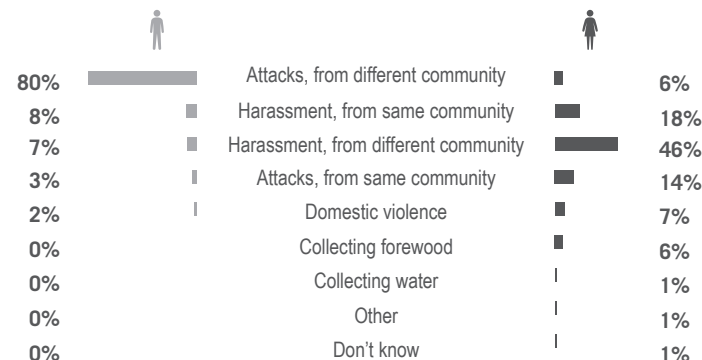 80% Attacks, from different community 6%
8% Harassment, from same community 18%
7% Harassment, from different community 46%
3% Attacks, from same community 14%
2% Domestic violence 7%
0% Collecting forewood 6%
0% Collecting water 1%
0% Other 1%
0% Don't know 1%